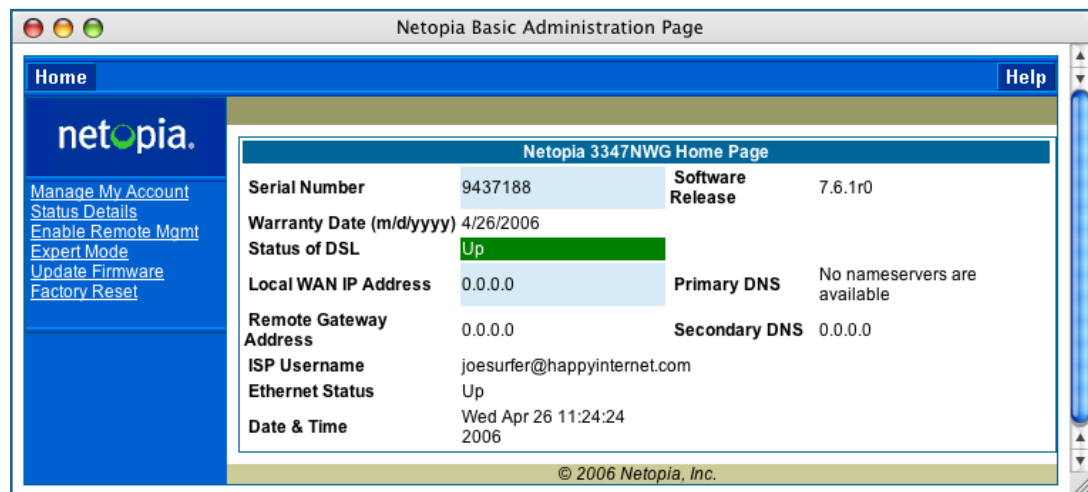 Netopia Basic Administration Page
Home Help
netopia.
Manage My Account
Status Details
Enable Remote Mgmt
Expert Mode
Update Firmware
Factory Reset
Netopia 3347NWG Home Page
Serial Number 9437188 Software Release 7.6.1r0
Warranty Date (m/d/yyyy) 4/26/2006
Status of DSL Up
Local WAN IP Address 0.0.0.0 Primary DNS No nameservers are available
Remote Gateway Address 0.0.0.0 Secondary DNS 0.0.0.0
ISP Username joesurfer@happyinternet.com
Ethernet Status Up
Date & Time Wed Apr 26 11:24:24 2006
© 2006 Netopia, Inc.